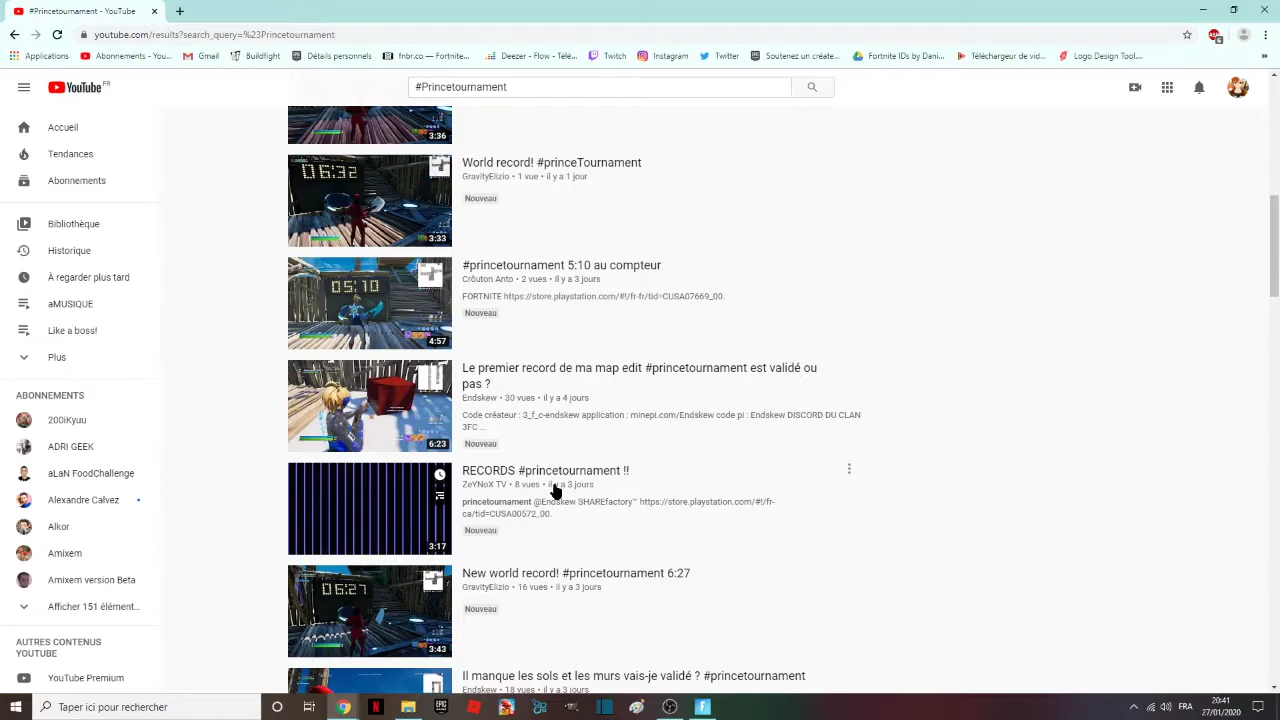 #Princetournament - YouTube
youtube.com/results?search_query=%23Princetournament
Applications
Abonnements - You...
Gmail
Buildfight
Détails personnels
fnbr.co — Fortnite C...
Deezer - Flow - Télé...
Twitch
Instagram
Twitter
Soutenez un créate...
Fortnite IDs by Dani...
Téléchargeur de vid...
Logo Design Tool...
YouTube FR
#Princetournament
Accueil
Tendances
Abonnements
Bibliothèque
Historique
À regarder plus tard
aMUSIQUE
Like a boss!
Plus
ABONNEMENTS
200iKyuu
ADRI GEEK
aLaN FoodChallenge
Alexandre Calvez
Alkor
Amixem
Amixem version Beta
Afficher 151 élément...
AUTRES CONTENUS
YOUTUBE
YouTube Premium
3:36
World record! #princeTournament
GravityElizio • 1 vue • il y a 1 jour
Nouveau
06:32
3:33
#princetournament 5:10 au compteur
Crôuton Anto • 2 vues • il y a 3 jours
FORTNITE https://store.playstation.com/#!/fr-fr/tid=CUSA07669_00.
Nouveau
05:10
4:57
Le premier record de ma map edit #princetournament est validé ou
pas ?
Endskew • 30 vues • il y a 4 jours
Code créateur : 3_f_c-endskew application : minepi.com/Endskew code pi : Endskew DISCORD DU CLAN
3FC ...
Nouveau
6:23
RECORDS #princetournament !!
ZeYNoX TV • 8 vues • il y a 3 jours
princetournament @Endskew SHAREfactory™ https://store.playstation.com/#!/fr-
ca/tid=CUSA00572_00.
Nouveau
3:17
New world record! #princetournament 6:27
GravityElizio • 16 vues • il y a 3 jours
Nouveau
06:27
3:43
Il manque les sols et les murs vais-je validé ? #princetournament
Endskew • 18 vues • il y a 3 jours
Taper ici pour rechercher
FRA
20:41
27/01/2020